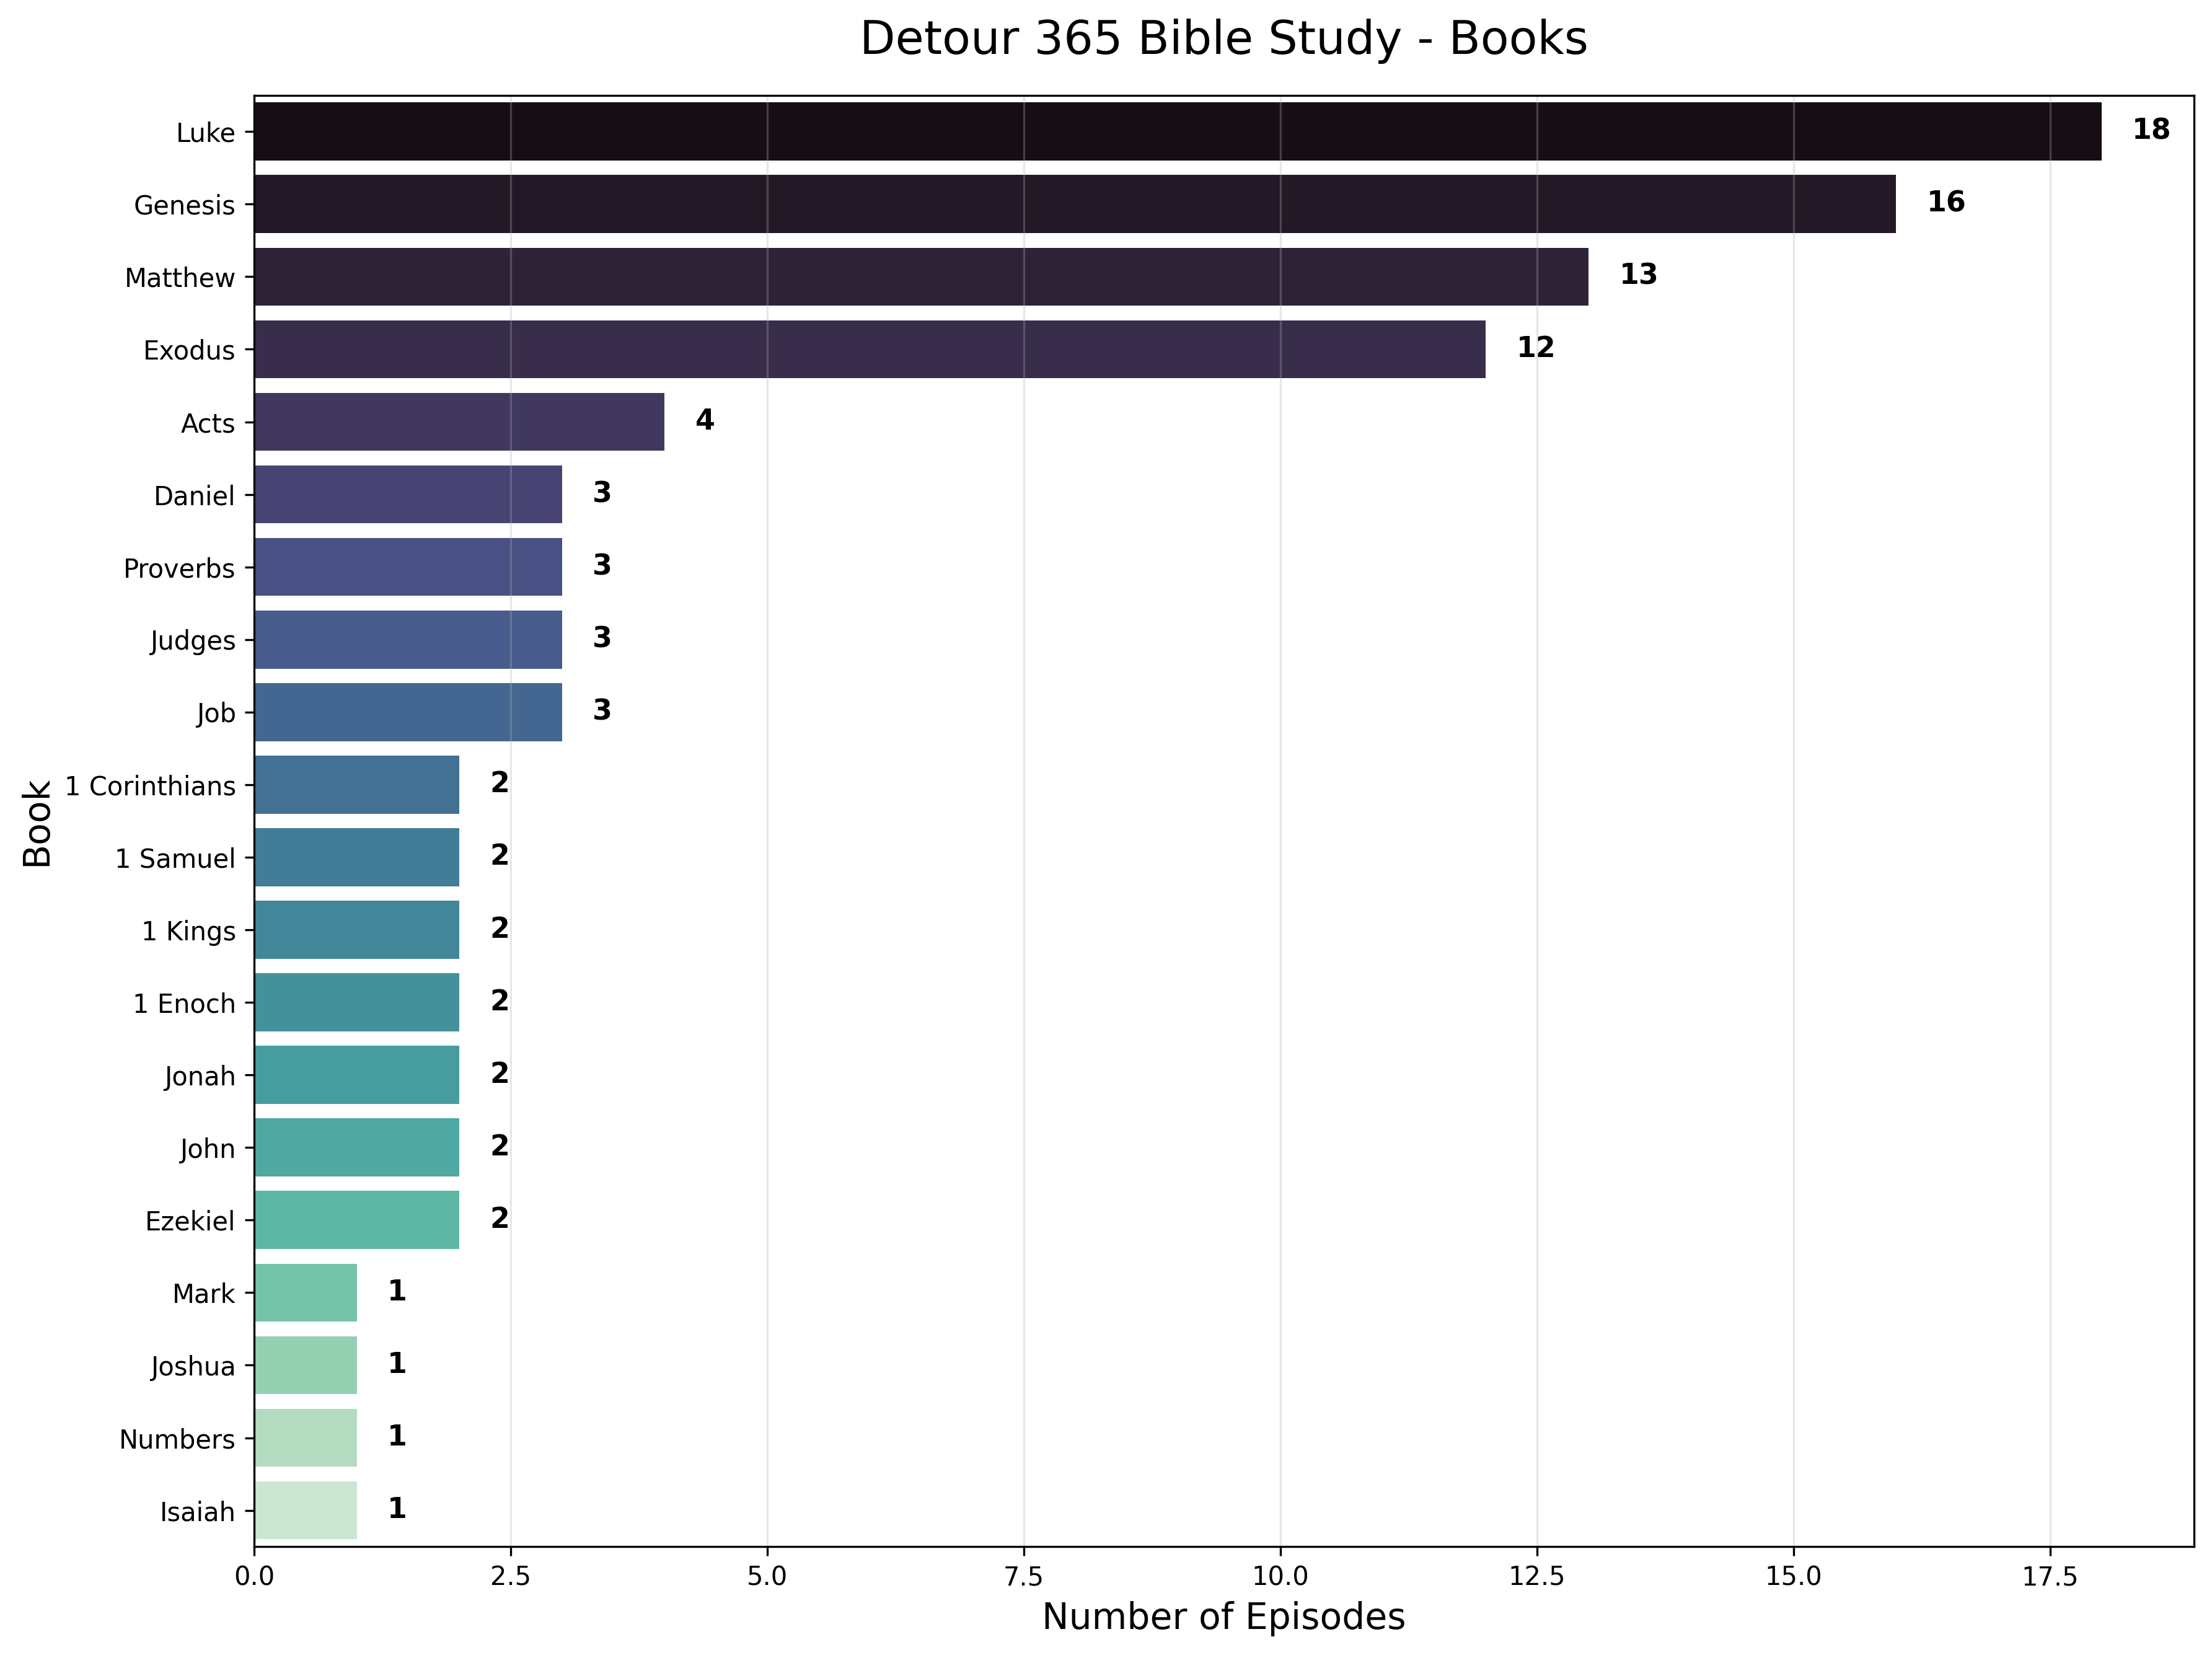 Detour 365 Bible Study - Books
Luke 18
Genesis 16
Matthew 13
Exodus 12
Acts 4
Daniel 3
Proverbs 3
Judges 3
Job 3
1 Corinthians 2
1 Samuel 2
1 Kings 2
1 Enoch 2
Jonah 2
John 2
Ezekiel 2
Mark 1
Joshua 1
Numbers 1
Isaiah 1
Book
0.0 2.5 5.0 7.5 10.0 12.5 15.0 17.5
Number of Episodes